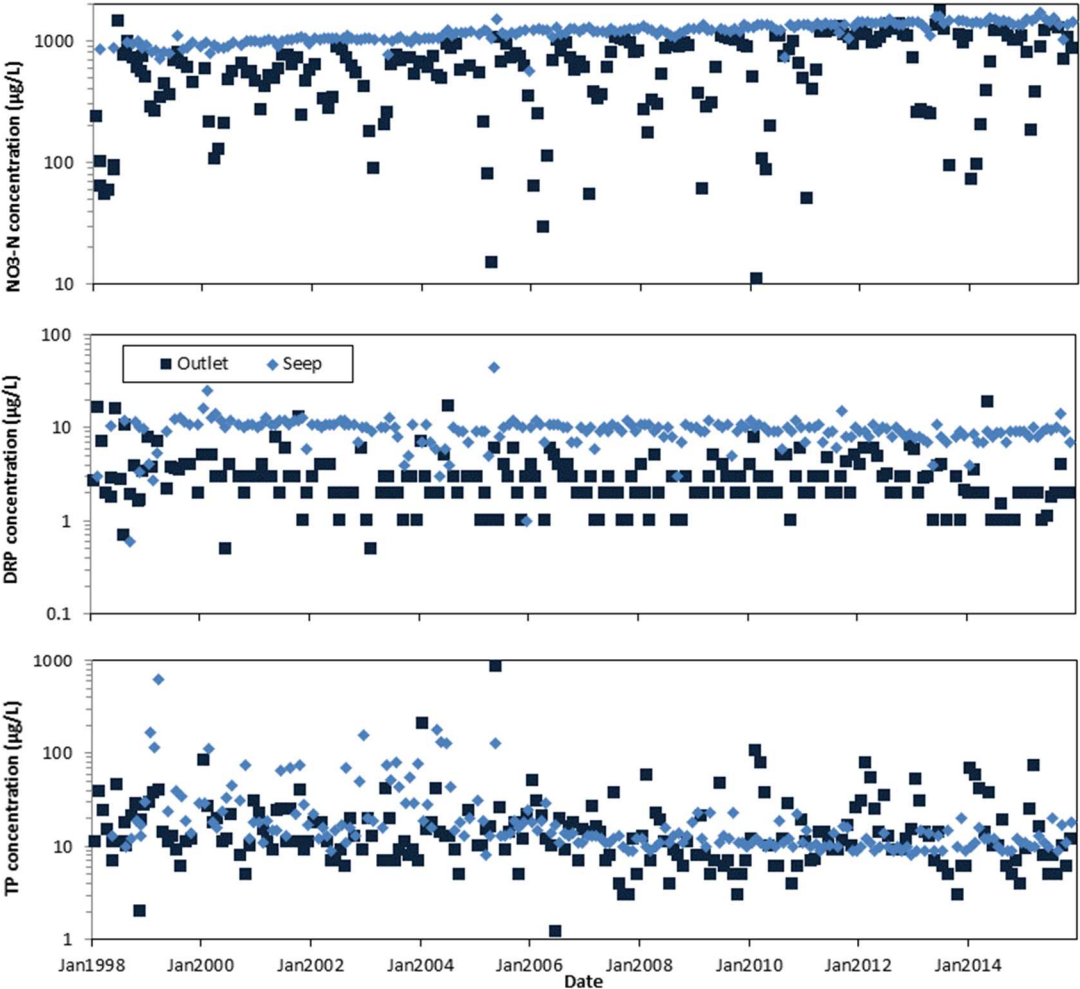 NO3-N concentration (µg/L)
1000
100
10
DRP concentration (µg/L)
100
10
1
0.1
Outlet Seep
TP concentration (µg/L)
1000
100
10
1
Jan1998 Jan2000 Jan2002 Jan2004 Jan2006 Jan2008 Jan2010 Jan2012 Jan2014
Date